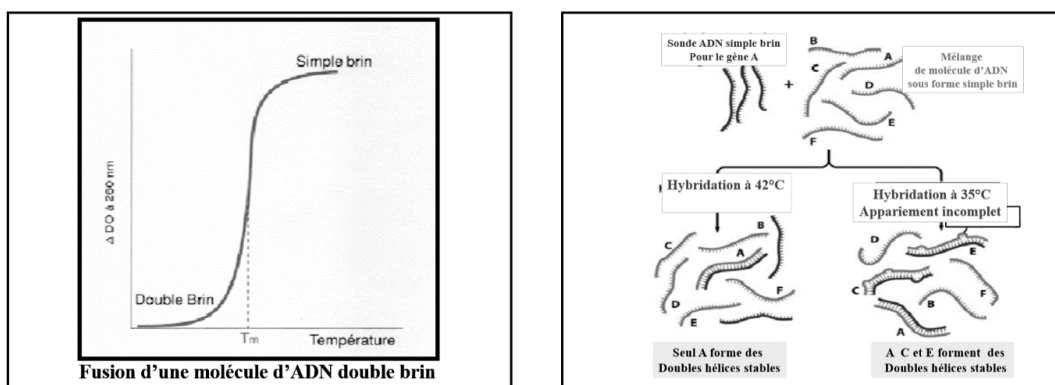 Simple brin
Δ DO à 260 nm
Double Brin
Tm
Température
Fusion d'une molécule d'ADN double brin
Sonde ADN simple brin
Pour le gène A
+
B
C
A
D
E
F
Mélange
de molécule d'ADN
sous forme simple brin
Hybridation à 42°C
Hybridation à 35°C
Appariement incomplet
C
B
A
D
F
E
D
E
C
B
F
A
Seul A forme des
Doubles hélices stables
A C et E forment des
Doubles hélices stables